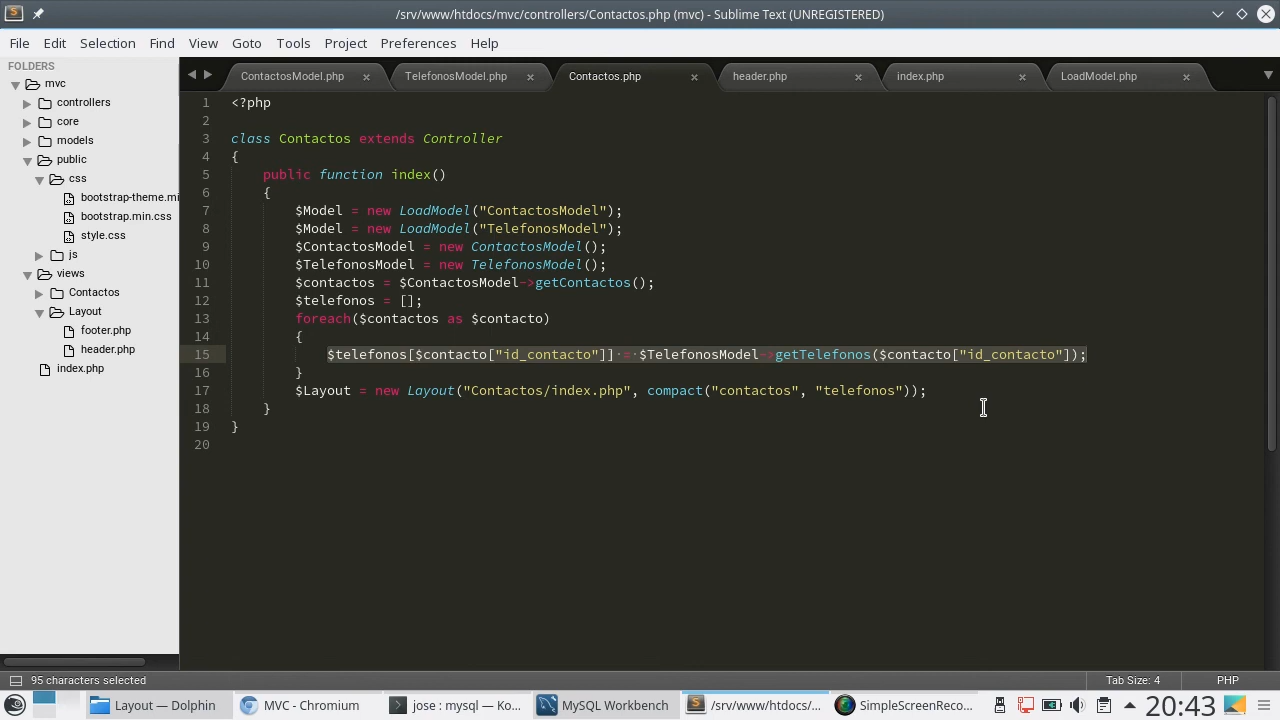 /srv/www/htdocs/mvc/controllers/Contactos.php (mvc) - Sublime Text (UNREGISTERED)
File Edit Selection Find View Goto Tools Project Preferences Help
FOLDERS
mvc
controllers
core
models
public
css
bootstrap-theme.mi
bootstrap.min.css
style.css
js
views
Contactos
Layout
footer.php
header.php
index.php
ContactosModel.php TelefonosModel.php Contactos.php header.php index.php LoadModel.php
1 <?php
2
3 class Contactos extends Controller
4 {
5 public function index()
6 {
7 $Model = new LoadModel("ContactosModel");
8 $Model = new LoadModel("TelefonosModel");
9 $ContactosModel = new ContactosModel();
10 $TelefonosModel = new TelefonosModel();
11 $contactos = $ContactosModel->getContactos();
12 $telefonos = [];
13 foreach($contactos as $contacto)
14 {
15 $telefonos[$contacto["id_contacto"]] = $TelefonosModel->getTelefonos($contacto["id_contacto"]);
16 }
17 $Layout = new Layout("Contactos/index.php", compact("contactos", "telefonos"));
18 }
19 }
20
95 characters selected Tab Size: 4 PHP
Layout — Dolphin MVC - Chromium jose : mysql — Ko... MySQL Workbench /srv/www/htdocs/... SimpleScreenReco... 20:43